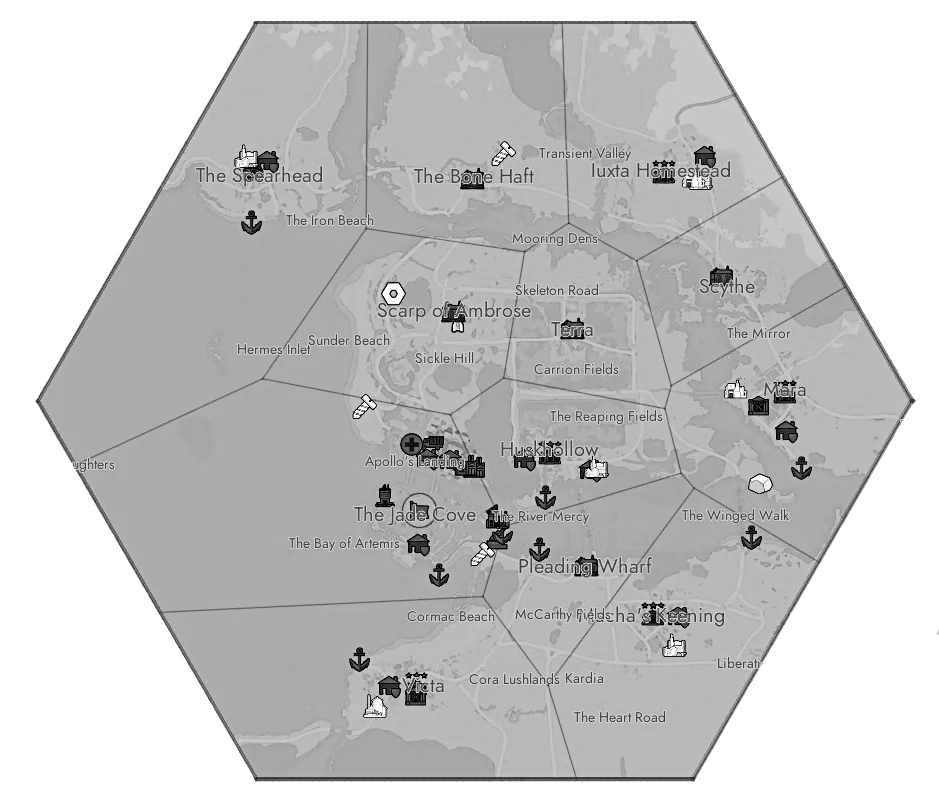 Transient Valley
The Spearhead
The Bone Haft
Iuxta Homestead
The Iron Beach
Mooring Dens
Scythe
Skeleton Road
Scarp of Ambrose
Terra
The Mirror
Hermes Inlet
Sunder Beach
Sickle Hill
Carrion Fields
Mara
The Reaping Fields
Huskhollow
Apollo's Landing
ughters
The Jade Cove
The River Mercy
The Winged Walk
The Bay of Artemis
Pleading Wharf
Cormac Beach
McCarthy Fields
Keening
Liberati
Victa
Cora Lushlands
Kardia
The Heart Road